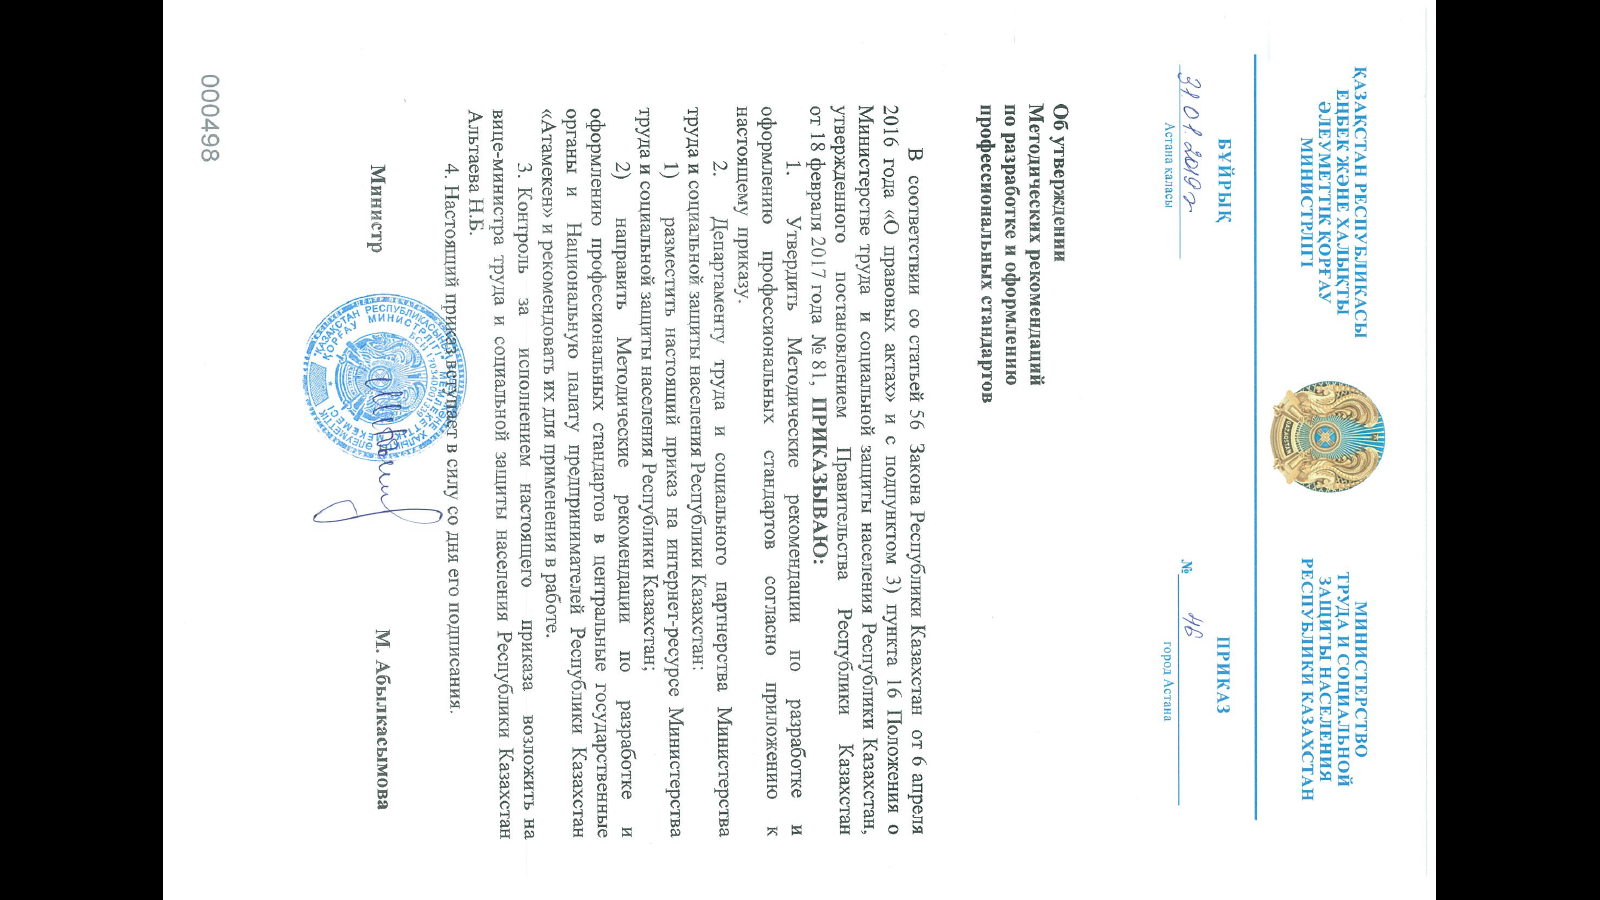 ҚАЗАҚСТАН РЕСПУБЛИКАСЫ
ЕҢБЕК ЖӘНЕ ХАЛЫҚТЫ
ӘЛЕУМЕТТІК ҚОРҒАУ
МИНИСТРЛІГІ
МИНИСТЕРСТВО
ТРУДА И СОЦИАЛЬНОЙ
ЗАЩИТЫ НАСЕЛЕНИЯ
РЕСПУБЛИКИ КАЗАХСТАН
БҰЙРЫҚ
ПРИКАЗ
№ 46
Астана қаласы
город Астана
Об утверждении
Методических рекомендаций
по разработке и оформлению
профессиональных стандартов
В соответствии со статьей 56 Закона Республики Казахстан от 6 апреля
2016 года «О правовых актах» и с подпунктом 3) пункта 16 Положения о
Министерстве труда и социальной защиты населения Республики Казахстан,
утвержденного постановлением Правительства Республики Казахстан
от 18 февраля 2017 года № 81, ПРИКАЗЫВАЮ:
1. Утвердить Методические рекомендации по разработке и
оформлению профессиональных стандартов согласно приложению к
настоящему приказу.
2. Департаменту труда и социального партнерства Министерства
труда и социальной защиты населения Республики Казахстан:
1) разместить настоящий приказ на интернет-ресурсе Министерства
труда и социальной защиты населения Республики Казахстан;
2) направить Методические рекомендации по разработке и
оформлению профессиональных стандартов в центральные государственные
органы и Национальную палату предпринимателей Республики Казахстан
«Атамекен» и рекомендовать их для применения в работе.
3. Контроль за исполнением настоящего приказа возложить на
вице-министра труда и социальной защиты населения Республики Казахстан
Альтаева Н.Б.
4. Настоящий приказ вступает в силу со дня его подписания.
Министр
М. Абылкасымова
000498